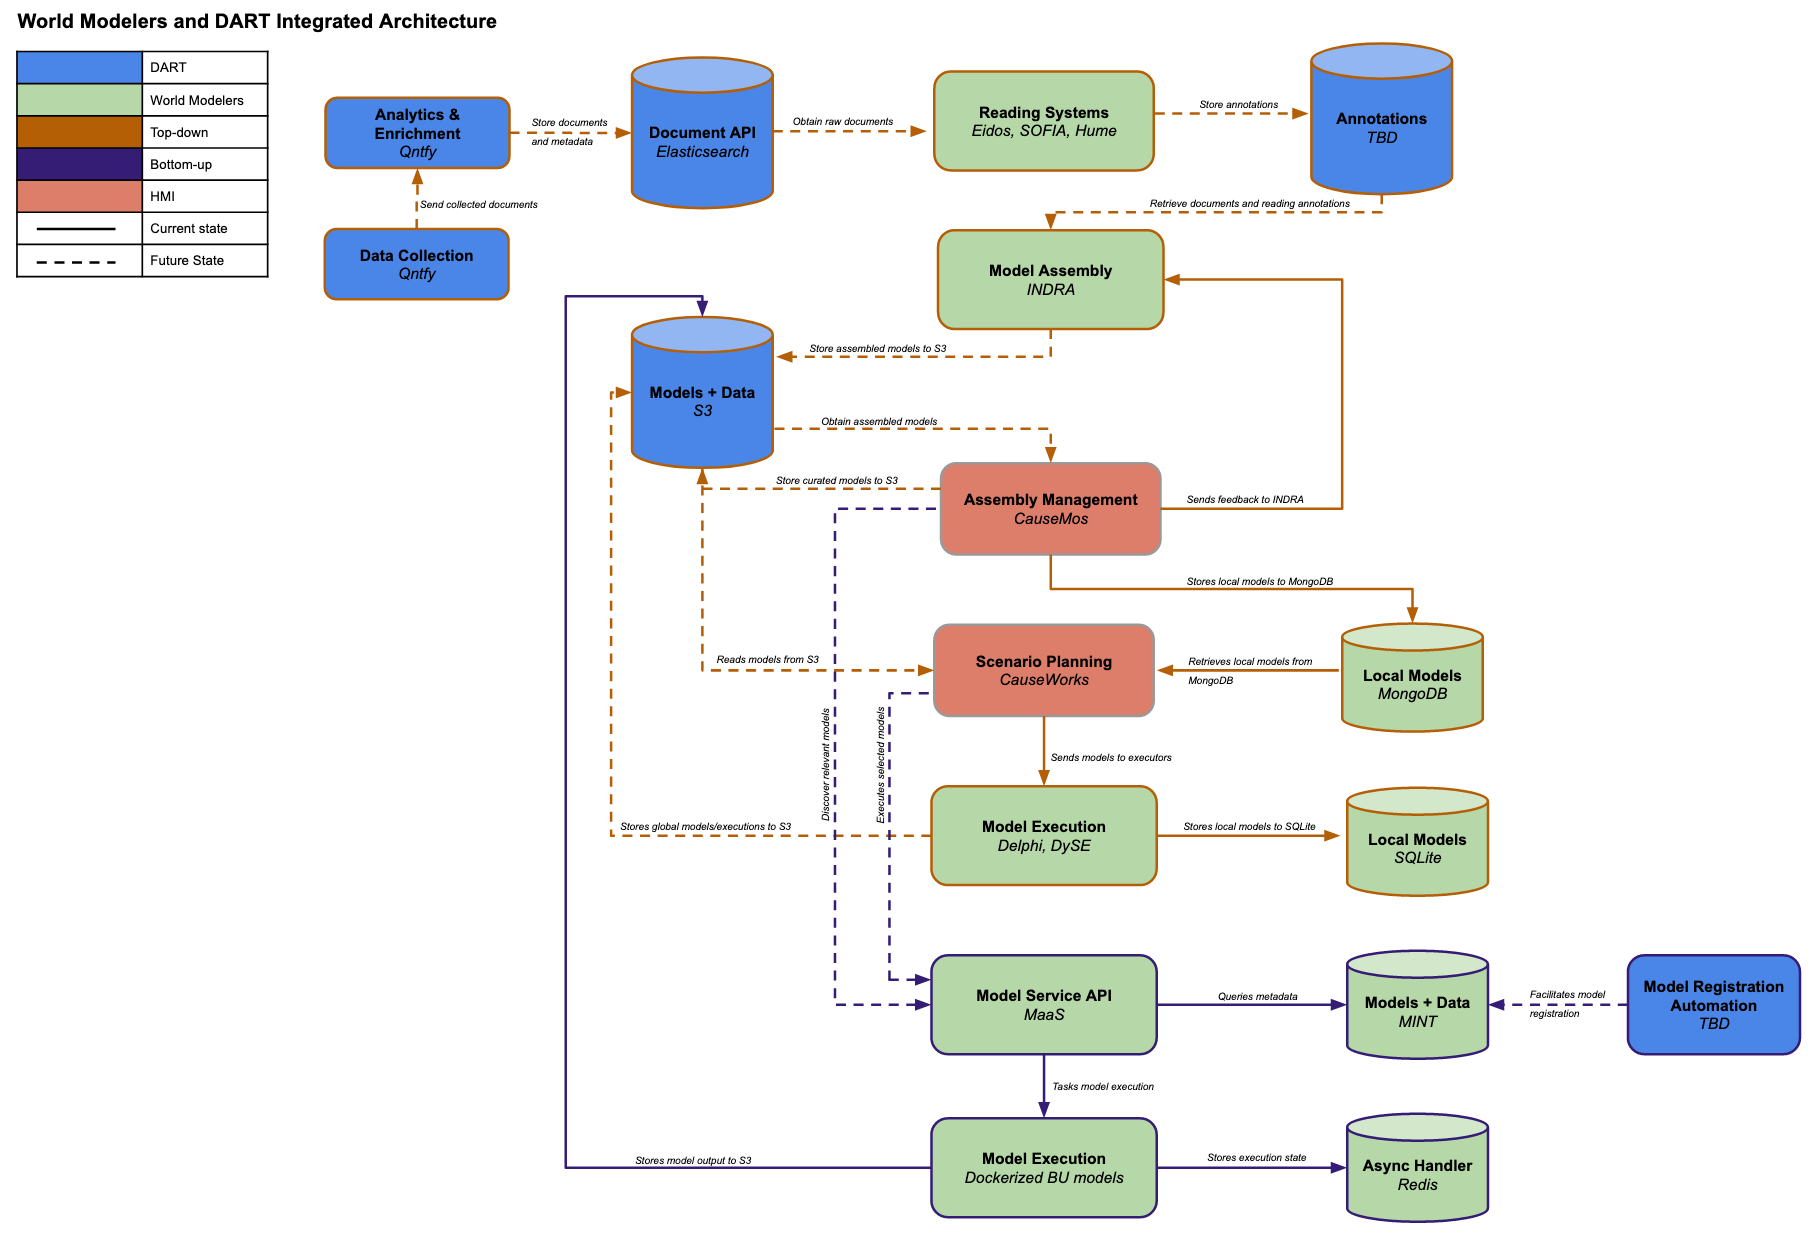 World Modelers and DART Integrated Architecture
DART
World Modelers
Top-down
Bottom-up
HMI
Current state
Future State
Analytics &
Enrichment
Qntfy
Store documents
and metadata
Document API
Elasticsearch
Obtain raw documents
Reading Systems
Eidos, SOFIA, Hume
Store annotations
Annotations
TBD
Send collected documents
Data Collection
Qntfy
Retrieve documents and reading annotations
Model Assembly
INDRA
Store assembled models to S3
Models + Data
S3
Obtain assembled models
Store curated models to S3
Assembly Management
CauseMos
Sends feedback to INDRA
Stores local models to MongoDB
Reads models from S3
Scenario Planning
CauseWorks
Retrieves local models from
MongoDB
Local Models
MongoDB
Discover relevant models
Executes selected models
Sends models to executors
Stores global models/executions to S3
Model Execution
Delphi, DySE
Stores local models to SQLite
Local Models
SQLite
Model Service API
MaaS
Queries metadata
Models + Data
MINT
Facilitates model
registration
Model Registration
Automation
TBD
Tasks model execution
Stores model output to S3
Model Execution
Dockerized BU models
Stores execution state
Async Handler
Redis